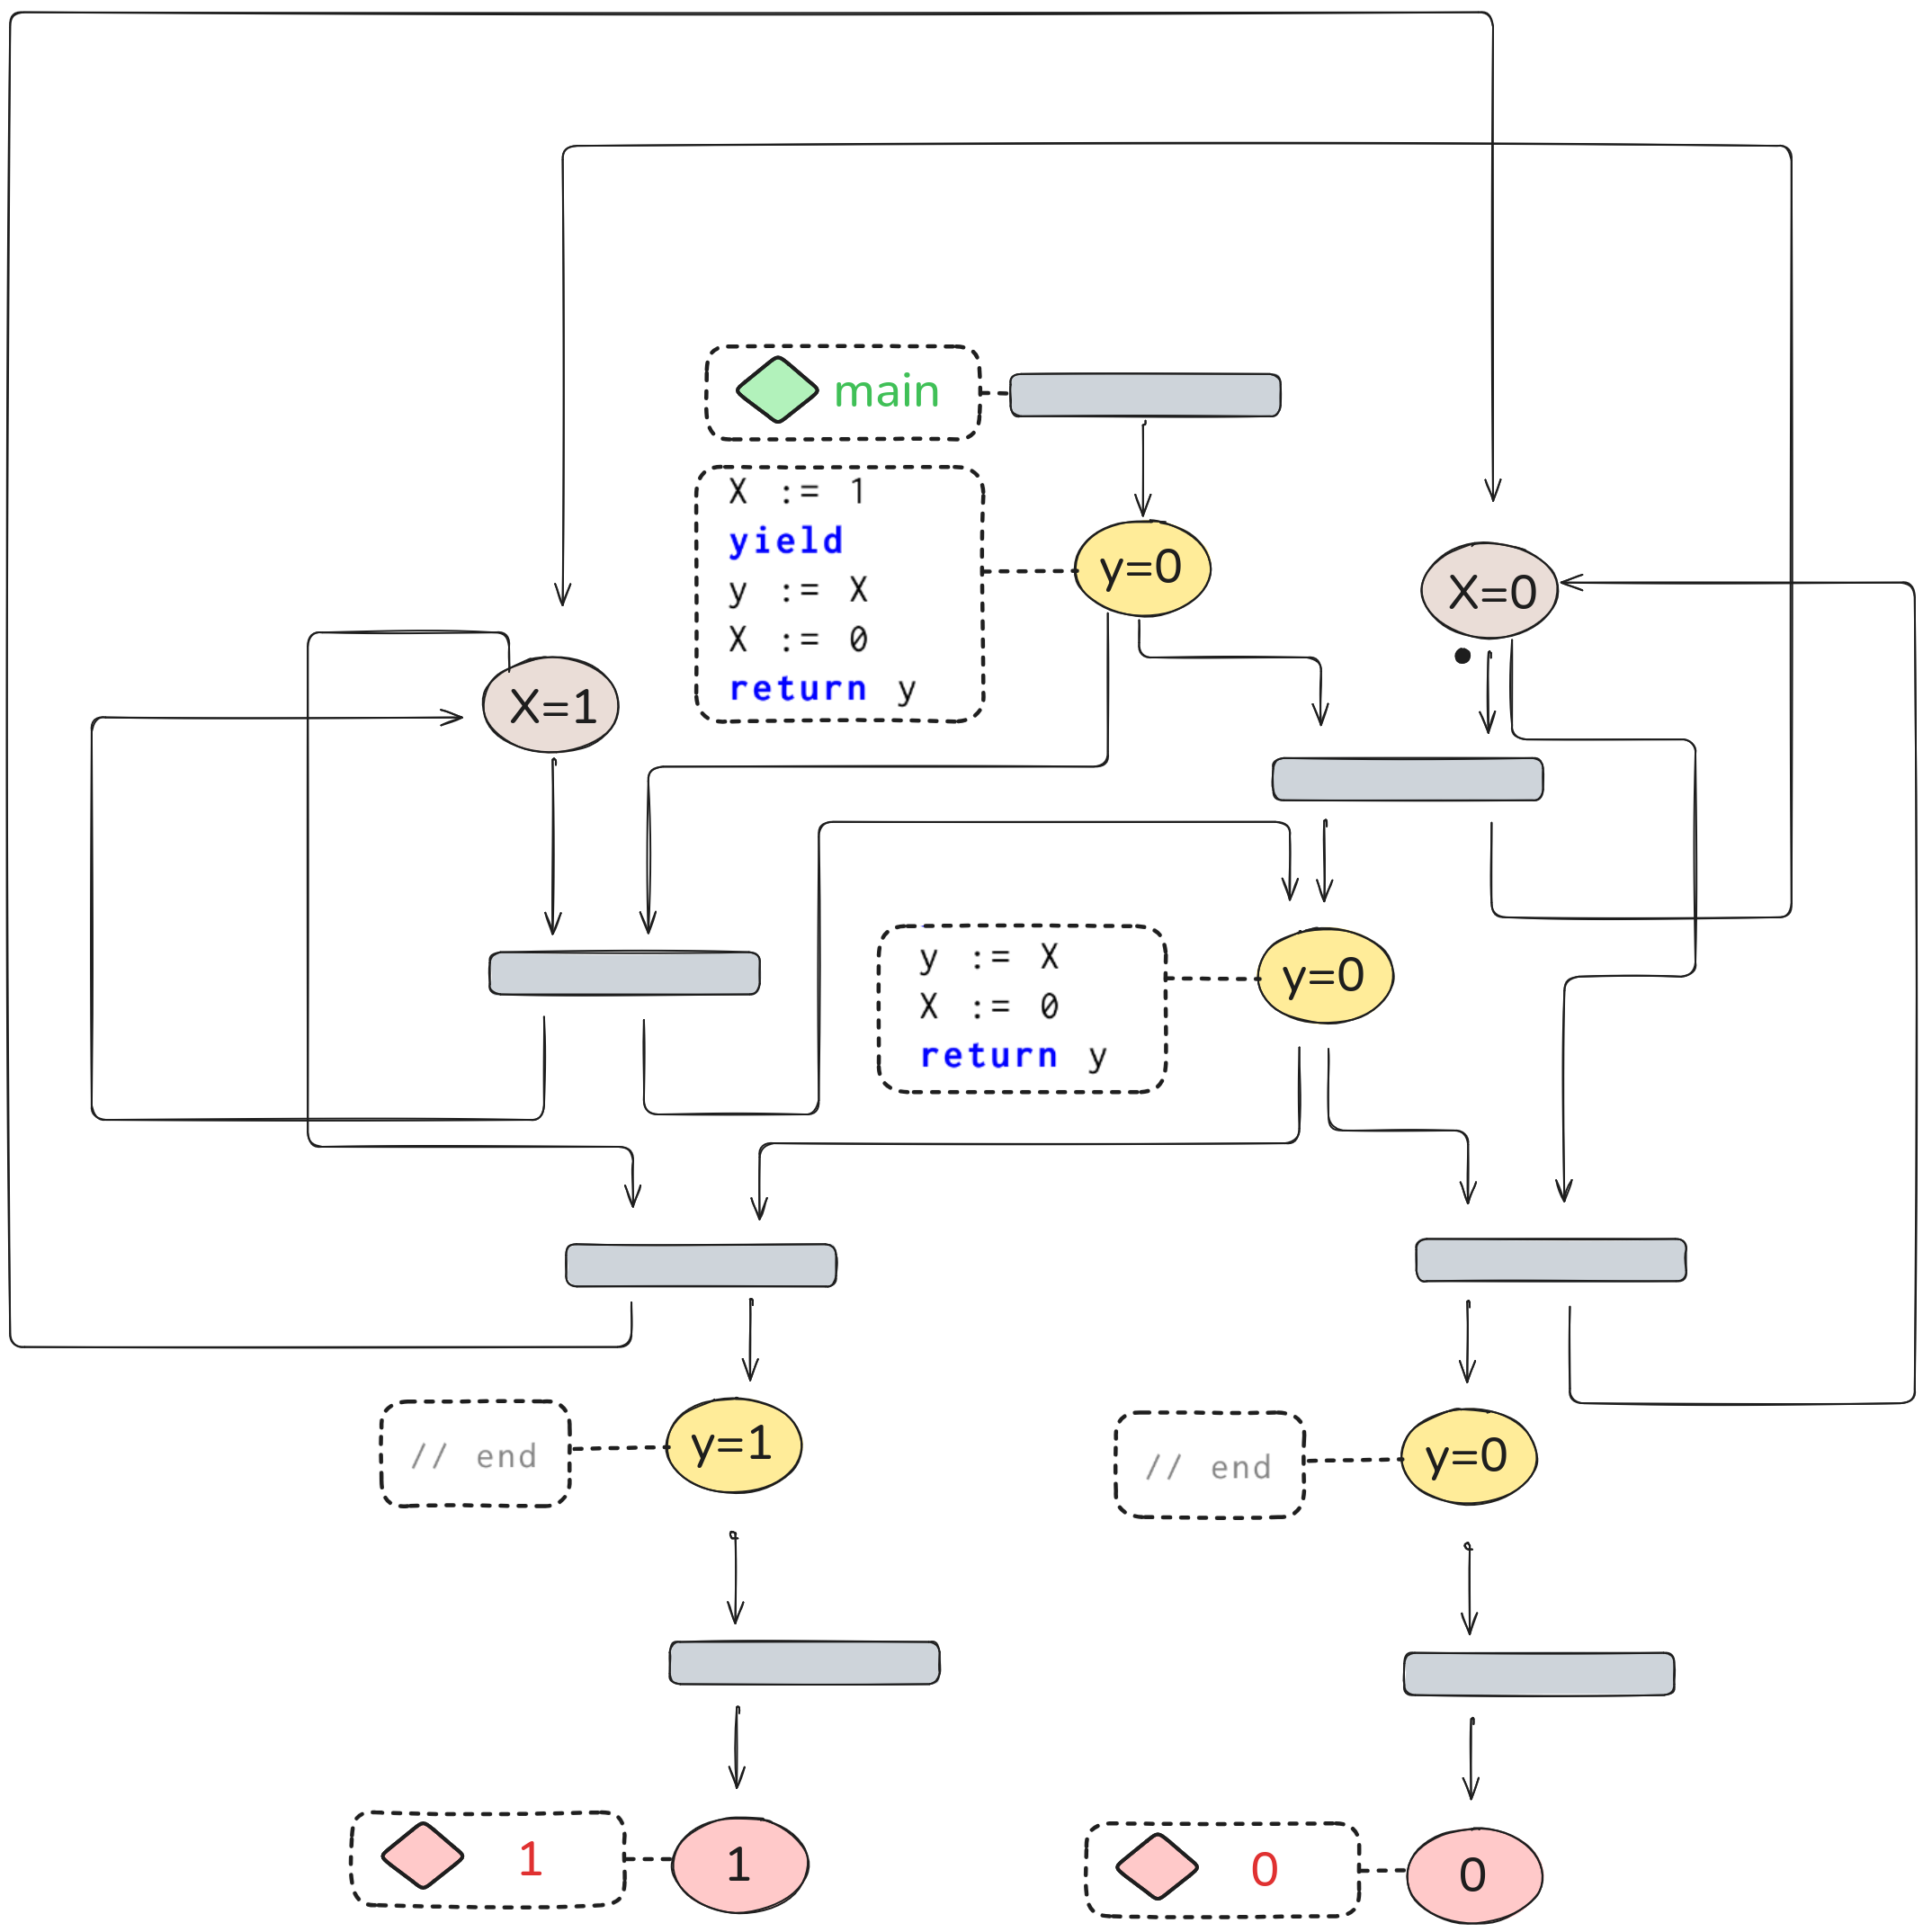 main
X := 1
yield
y := X
X := 0
return y
y=0
X=0
X=1
y := X
X := 0
return y
y=0
// end
y=1
// end
y=0
1
1
0
0